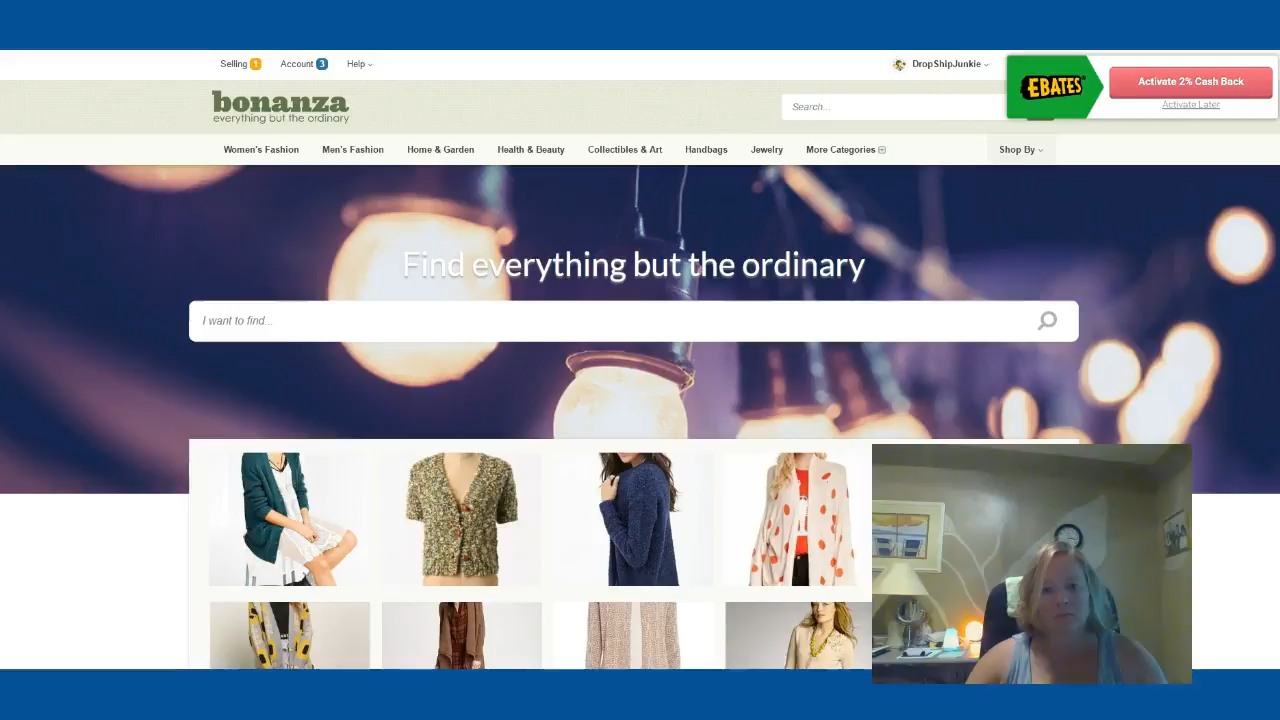 Selling 1 Account 3 Help
DropShipJunkie
EBATES
Activate 2% Cash Back
Activate Later
bonanza
everything but the ordinary
Search...
Women's Fashion Men's Fashion Home & Garden Health & Beauty Collectibles & Art Handbags Jewelry More Categories Shop By
Find everything but the ordinary
I want to find...